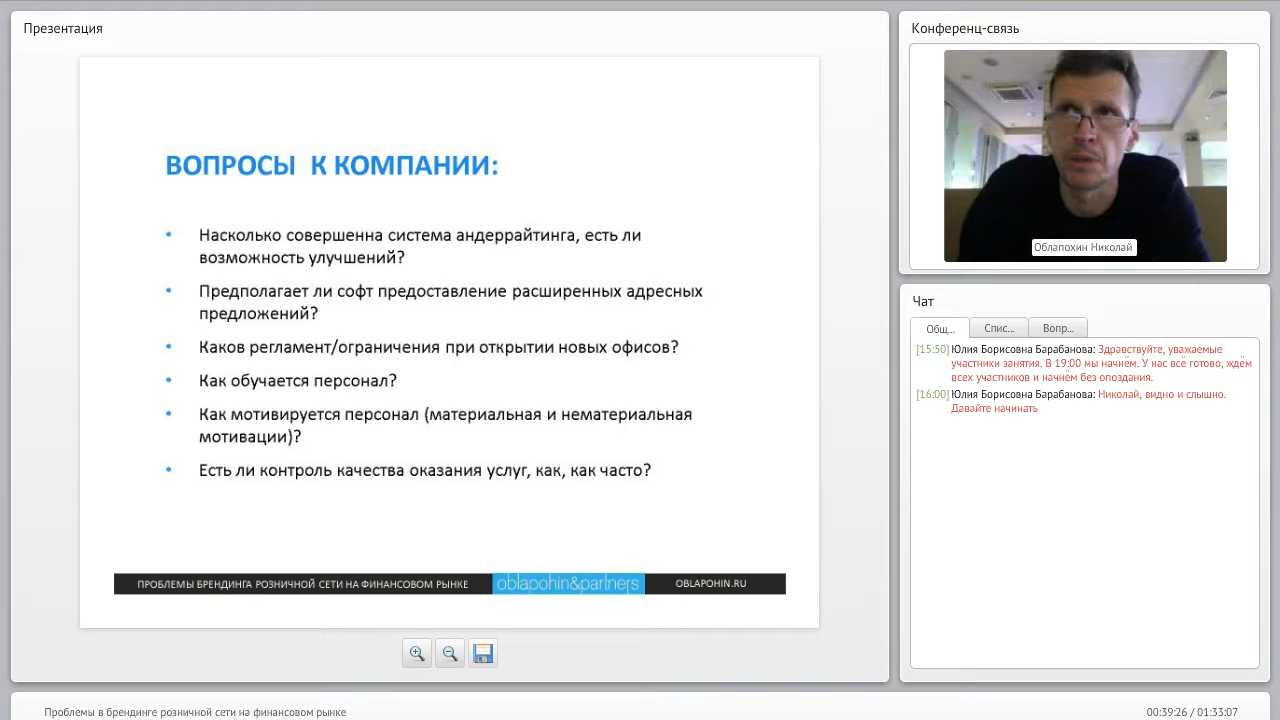 Презентация
ВОПРОСЫ К КОМПАНИИ:
• Насколько совершенна система андеррайтинга, есть ли
возможность улучшений?
• Предполагает ли софт предоставление расширенных адресных
предложений?
• Каков регламент/ограничения при открытии новых офисов?
• Как обучается персонал?
• Как мотивируется персонал (материальная и нематериальная
мотивации)?
• Есть ли контроль качества оказания услуг, как, как часто?
ПРОБЛЕМЫ БРЕНДИНГА РОЗНИЧНОЙ СЕТИ НА ФИНАНСОВОМ РЫНКЕ
oblapohin&partners
OBLAPOHIN.RU
Конференц-связь
Облапохин Николай
Чат
Общ...
Спис...
Вопр...
[15:50] Юлия Борисовна Барабанова: Здравствуйте, уважаемые
участники занятия. В 19:00 мы начнём. У нас всё готово, ждём
всех участников и начнём без опоздания.
[16:00] Юлия Борисовна Барабанова: Николай, видно и слышно.
Давайте начинать
Проблемы в брендинге розничной сети на финансовом рынке
00:39:26 / 01:33:07